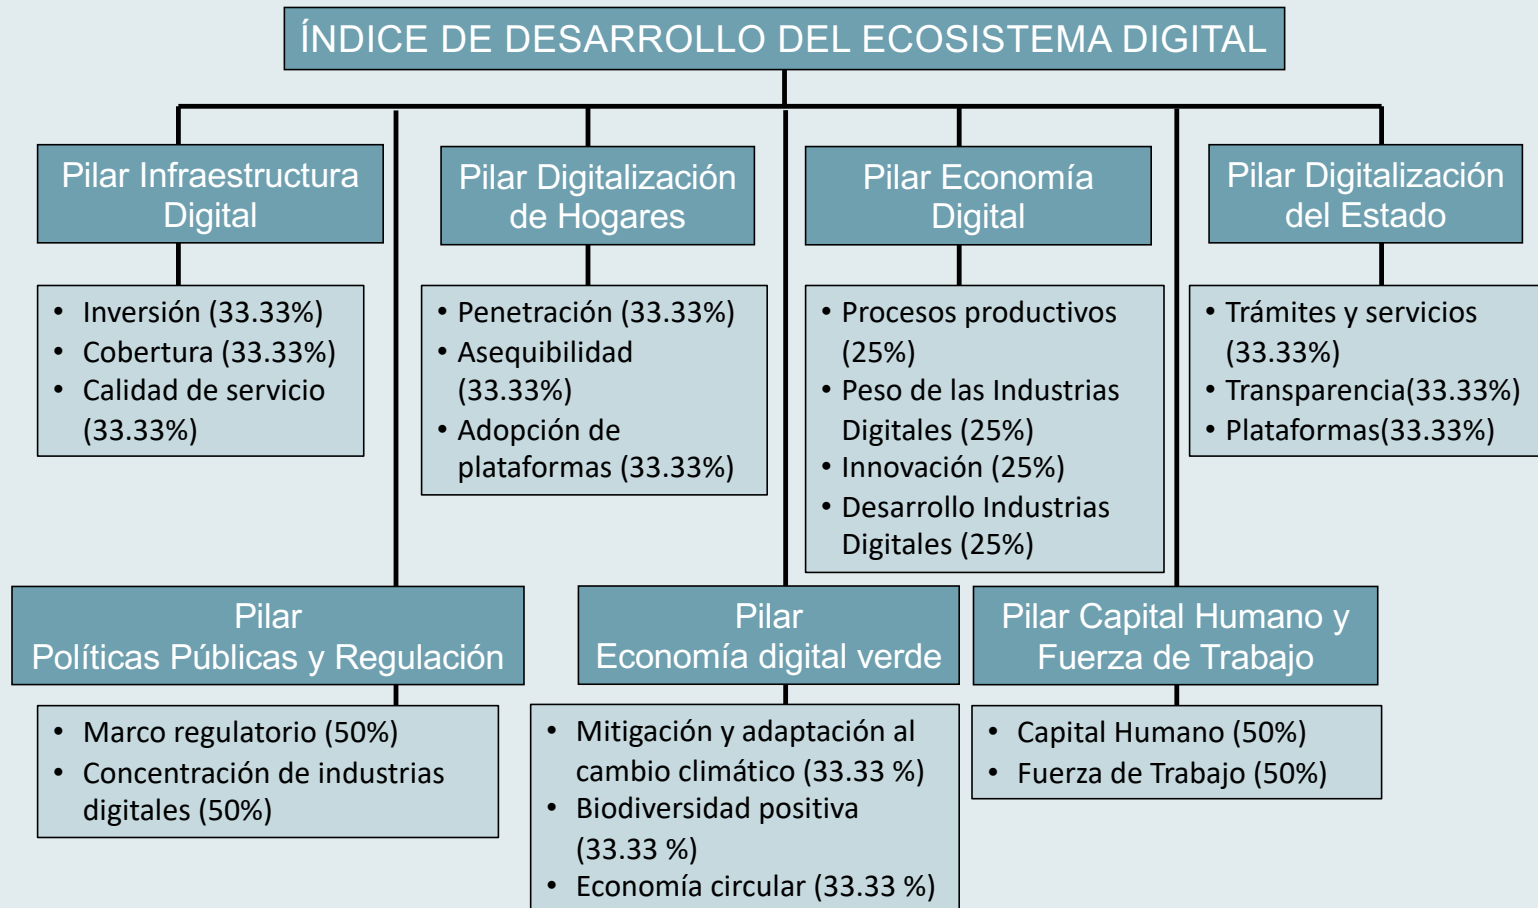 ÍNDICE DE DESARROLLO DEL ECOSISTEMA DIGITAL
Pilar Infraestructura
Digital
• Inversión (33.33%)
• Cobertura (33.33%)
• Calidad de servicio
(33.33%)
Pilar Digitalización
de Hogares
• Penetración (33.33%)
• Asequibilidad
(33.33%)
• Adopción de
plataformas (33.33%)
Pilar Economía
Digital
• Procesos productivos
(25%)
• Peso de las Industrias
Digitales (25%)
• Innovación (25%)
• Desarrollo Industrias
Digitales (25%)
Pilar Digitalización
del Estado
• Trámites y servicios
(33.33%)
• Transparencia(33.33%)
• Plataformas(33.33%)
Pilar
Políticas Públicas y Regulación
• Marco regulatorio (50%)
• Concentración de industrias
digitales (50%)
Pilar
Economía digital verde
• Mitigación y adaptación al
cambio climático (33.33 %)
• Biodiversidad positiva
(33.33 %)
• Economía circular (33.33 %)
Pilar Capital Humano y
Fuerza de Trabajo
• Capital Humano (50%)
• Fuerza de Trabajo (50%)